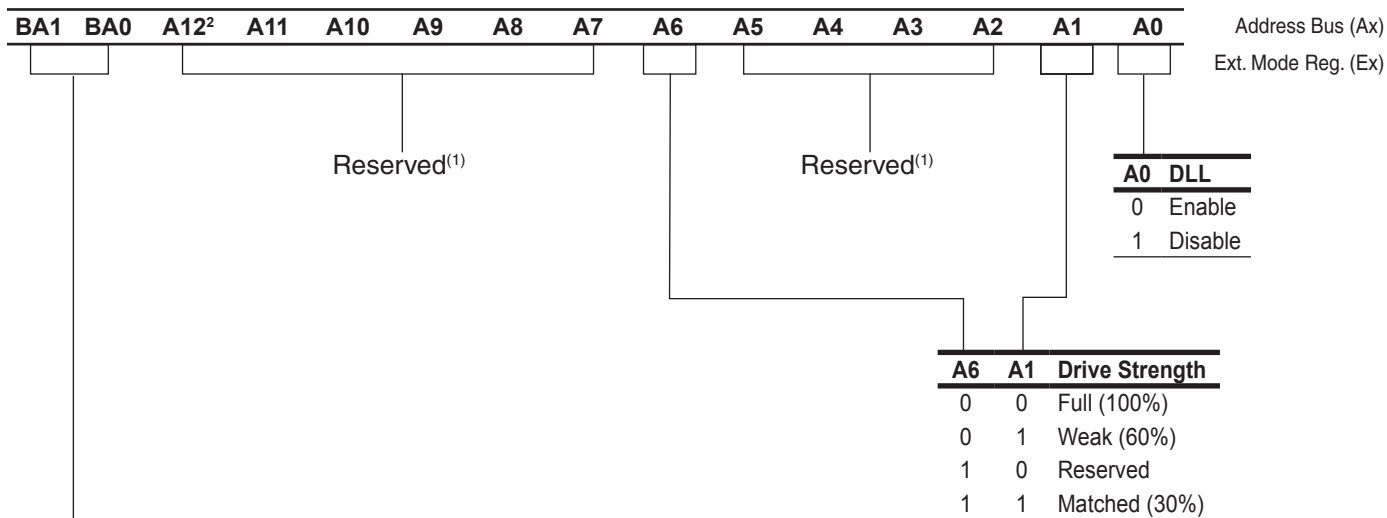 BA1 BA0 A12² A11 A10 A9 A8 A7 A6 A5 A4 A3 A2 A1 A0 Address Bus (Ax)
Ext. Mode Reg. (Ex)
Reserved(1) Reserved(1)
A0 DLL
0 Enable
1 Disable
A6 A1 Drive Strength
0 0 Full (100%)
0 1 Weak (60%)
1 0 Reserved
1 1 Matched (30%)